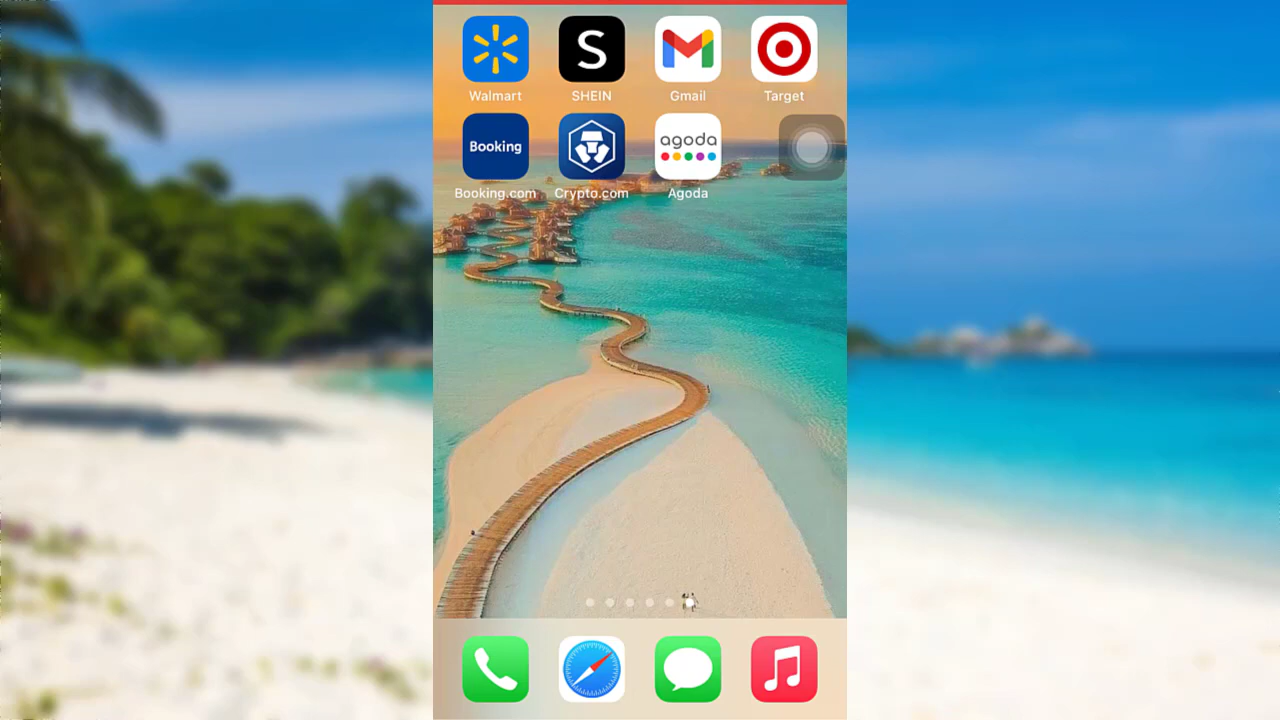 S
Walmart SHEIN Gmail Target
Booking
agoda
Booking.com Crypto.com Agoda